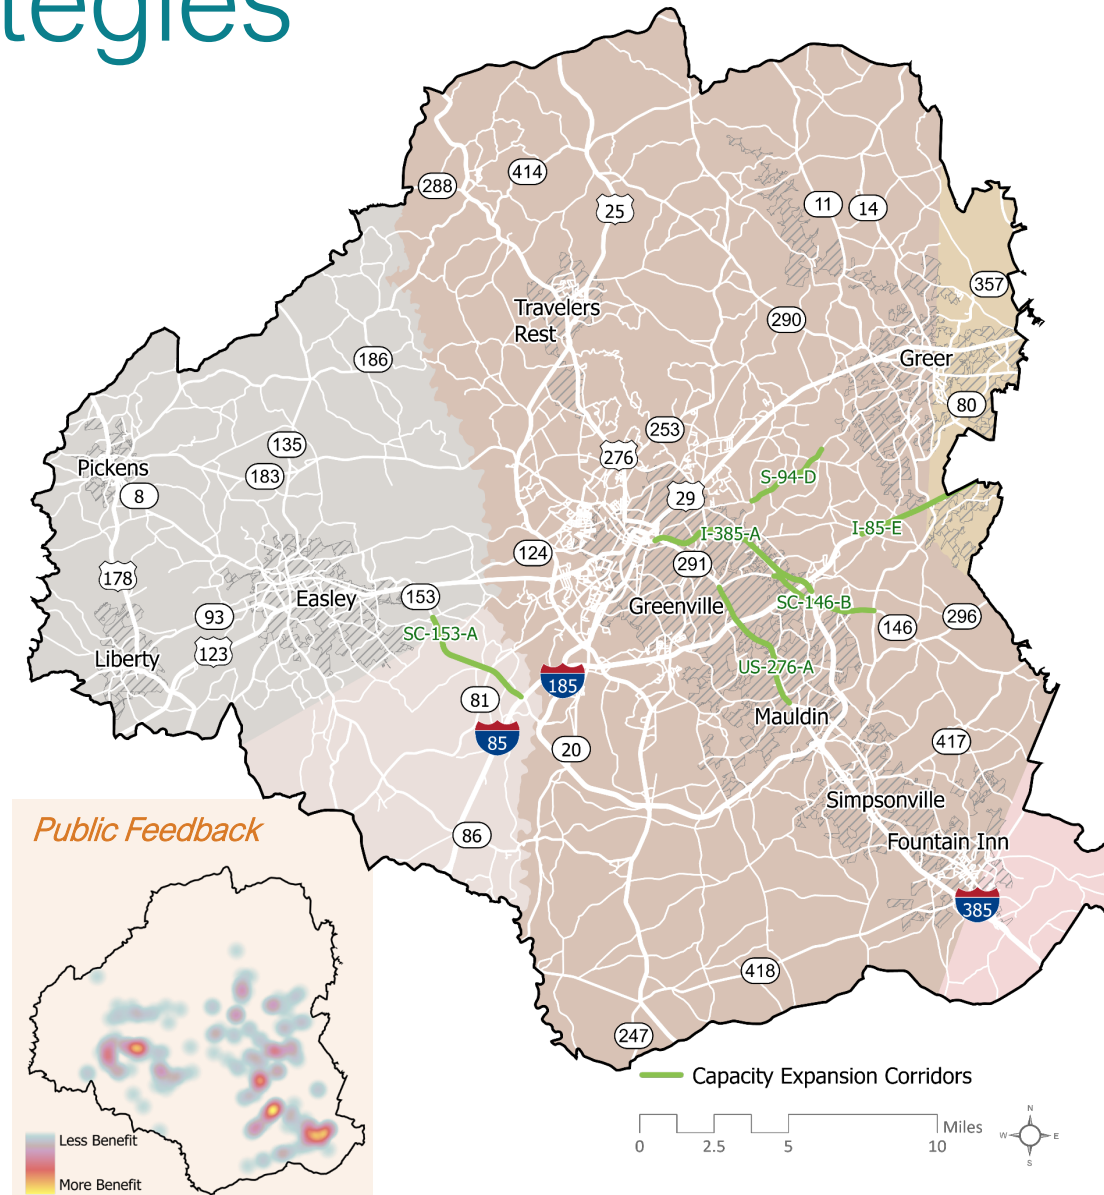 tegies
288
414
25
11
14
357
Travelers
Rest
290
186
Greer
80
253
135
276
Pickens
183
S-94-D
8
29
I-85-E
I-385-A
124
291
178
153
Easley
Greenville
SC-146-B
93
296
146
SC-153-A
123
Liberty
US-276-A
185
81
Mauldin
85
20
417
Simpsonville
Public Feedback
86
Fountain Inn
385
418
247
Capacity Expansion Corridors
Miles
0 2.5 5 10
N
W E
S
Less Benefit
More Benefit